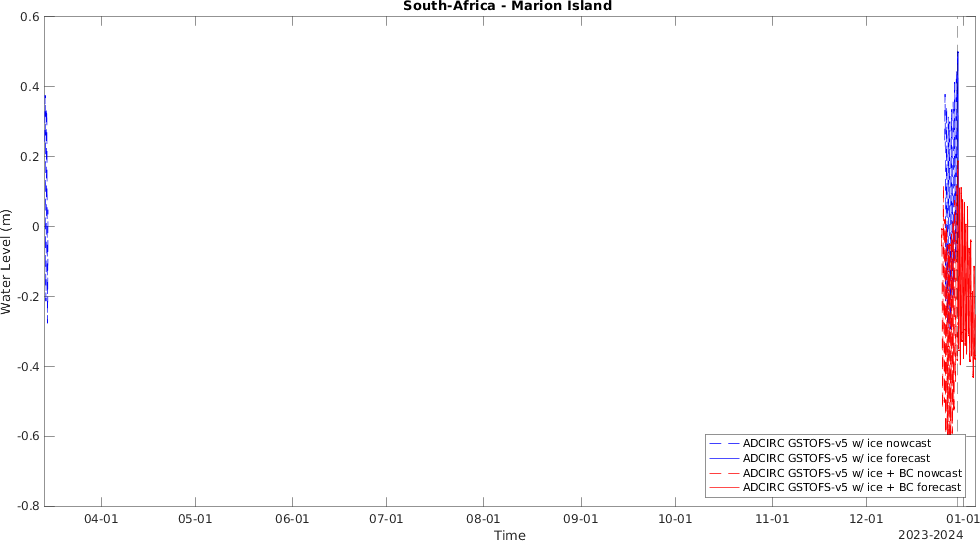 South-Africa - Marion Island
0.6
0.4
0.2
0
-0.2
-0.4
-0.6
-0.8
Water Level (m)
ADCIRC GSTOFS-v5 w/ ice nowcast
ADCIRC GSTOFS-v5 w/ ice forecast
ADCIRC GSTOFS-v5 w/ ice + BC nowcast
ADCIRC GSTOFS-v5 w/ ice + BC forecast
04-01 05-01 06-01 07-01 08-01 09-01 10-01 11-01 12-01 01-01
Time
2023-2024